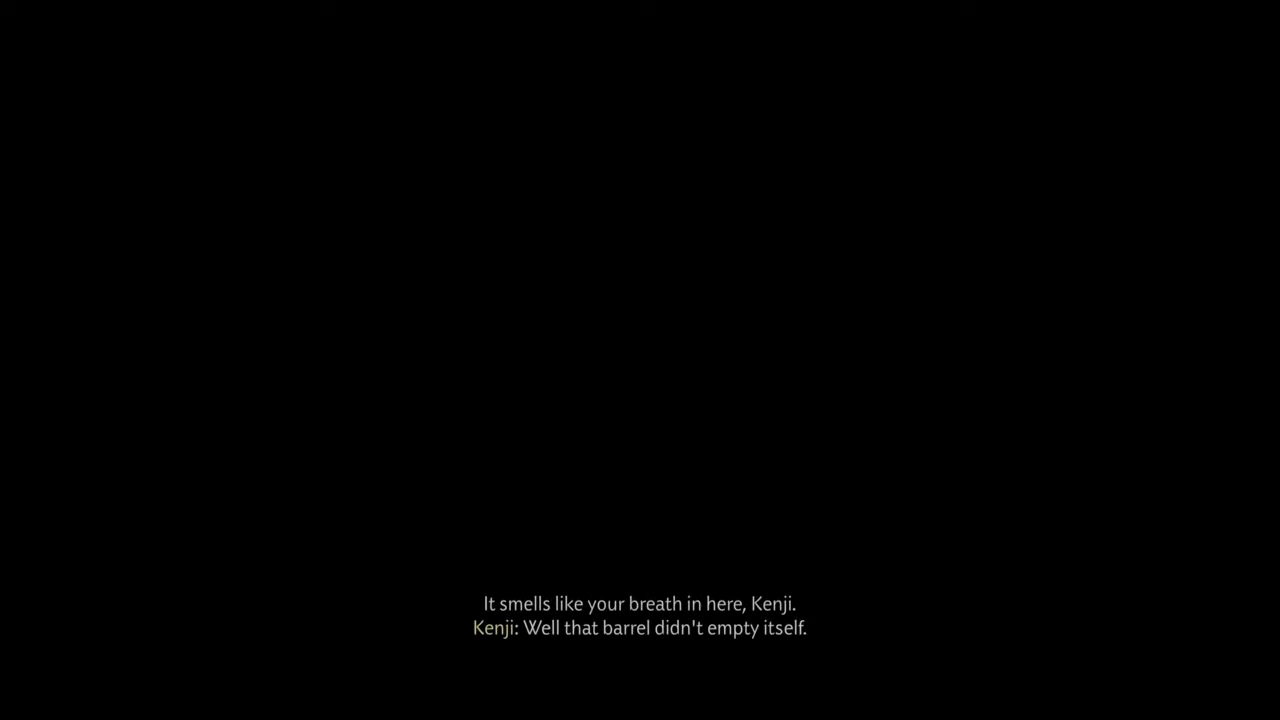 It smells like your breath in here, Kenji.
Kenji: Well that barrel didn't empty itself.